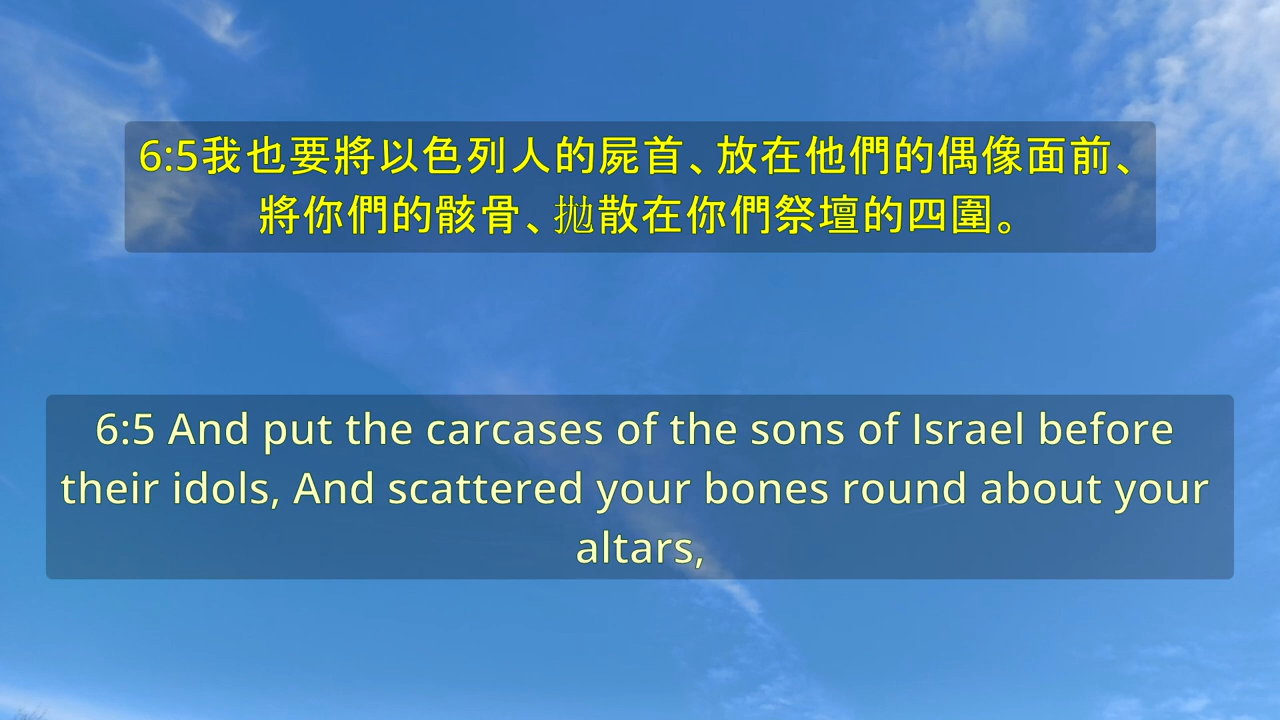 6:5我也要將以色列人的屍首、放在他們的偶像面前、
將你們的骸骨、拋散在你們祭壇的四圍。
6:5 And put the carcases of the sons of Israel before
their idols, And scattered your bones round about your
altars,